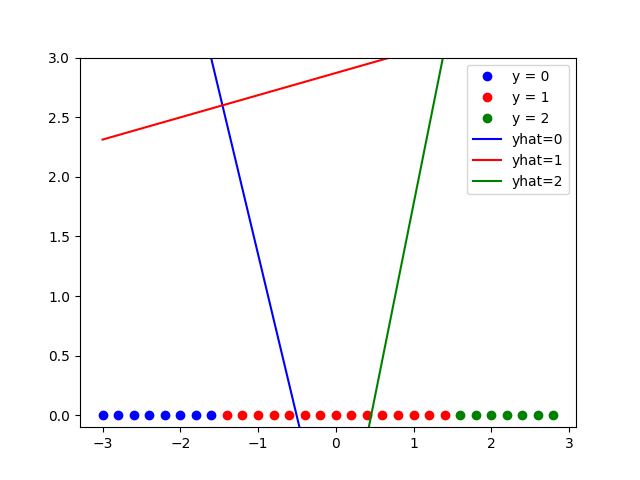 3.0
2.5
2.0
1.5
1.0
0.5
0.0
−3
−2
−1
0
1
2
3
y = 0
y = 1
y = 2
yhat=0
yhat=1
yhat=2